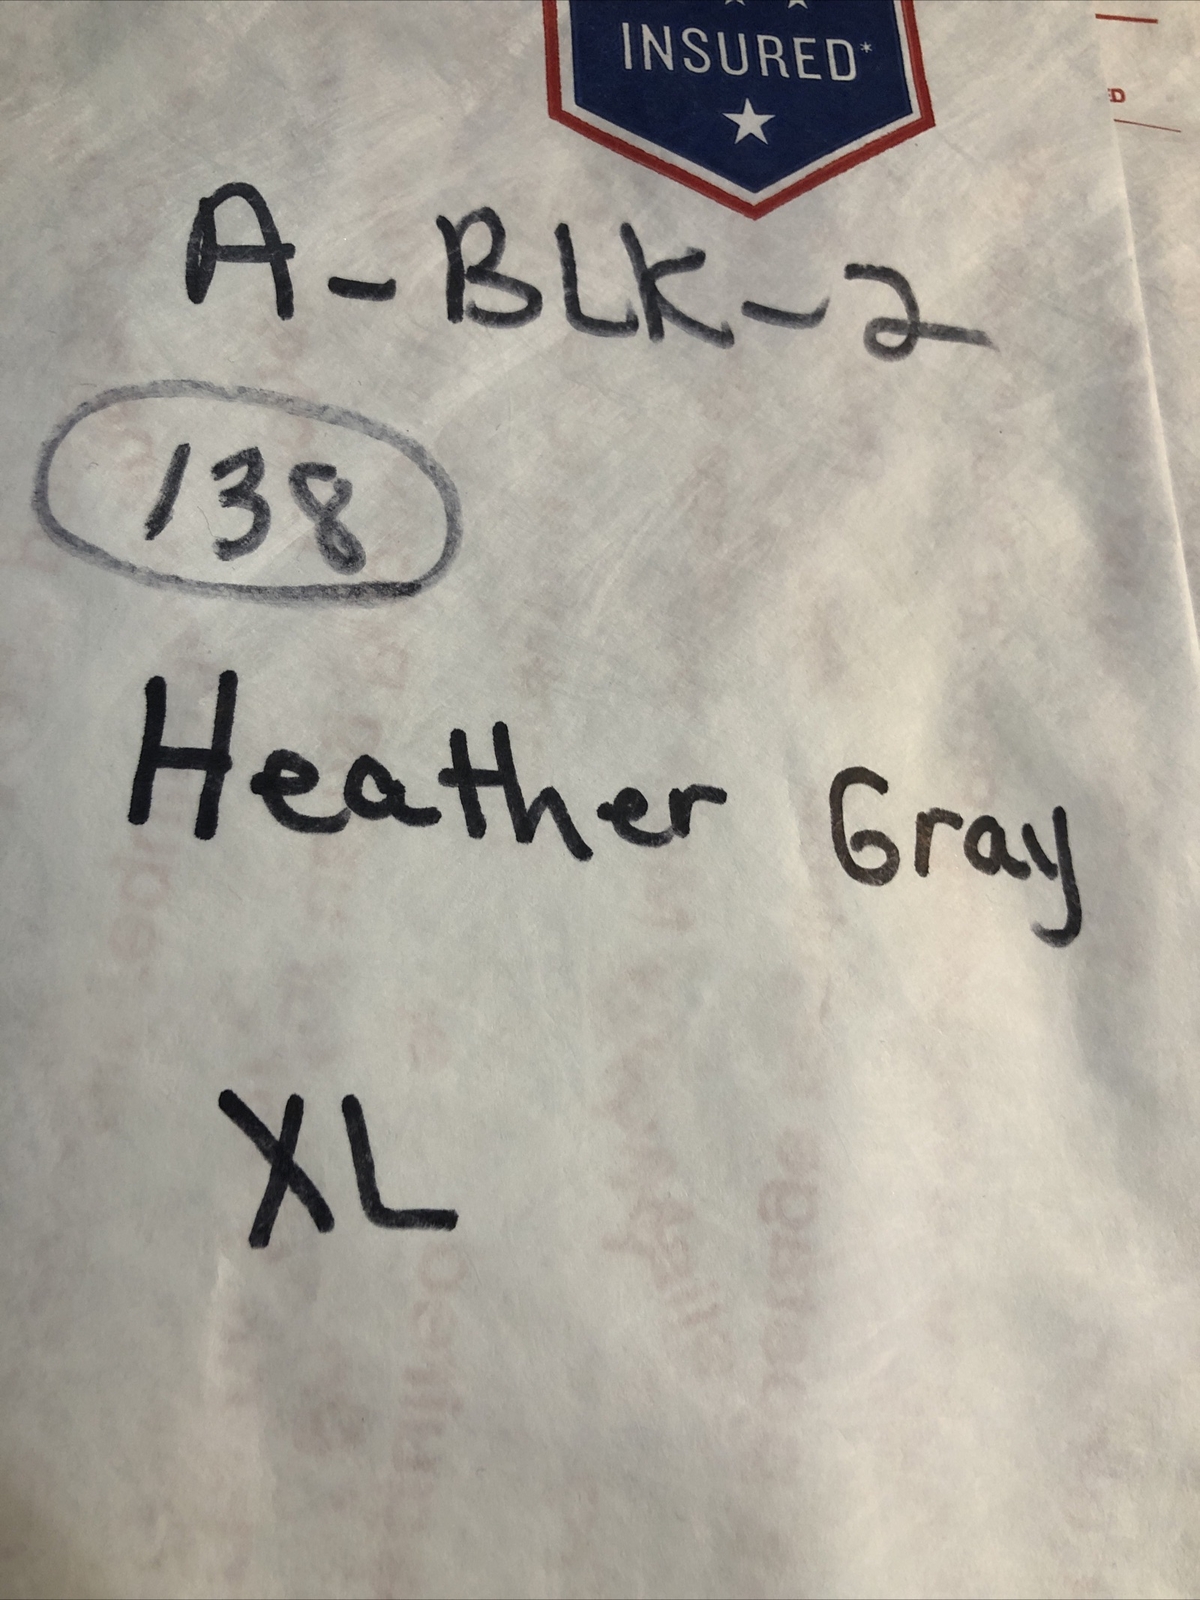 INSURED*
A-BLK-2
138
Heather Gray
XL